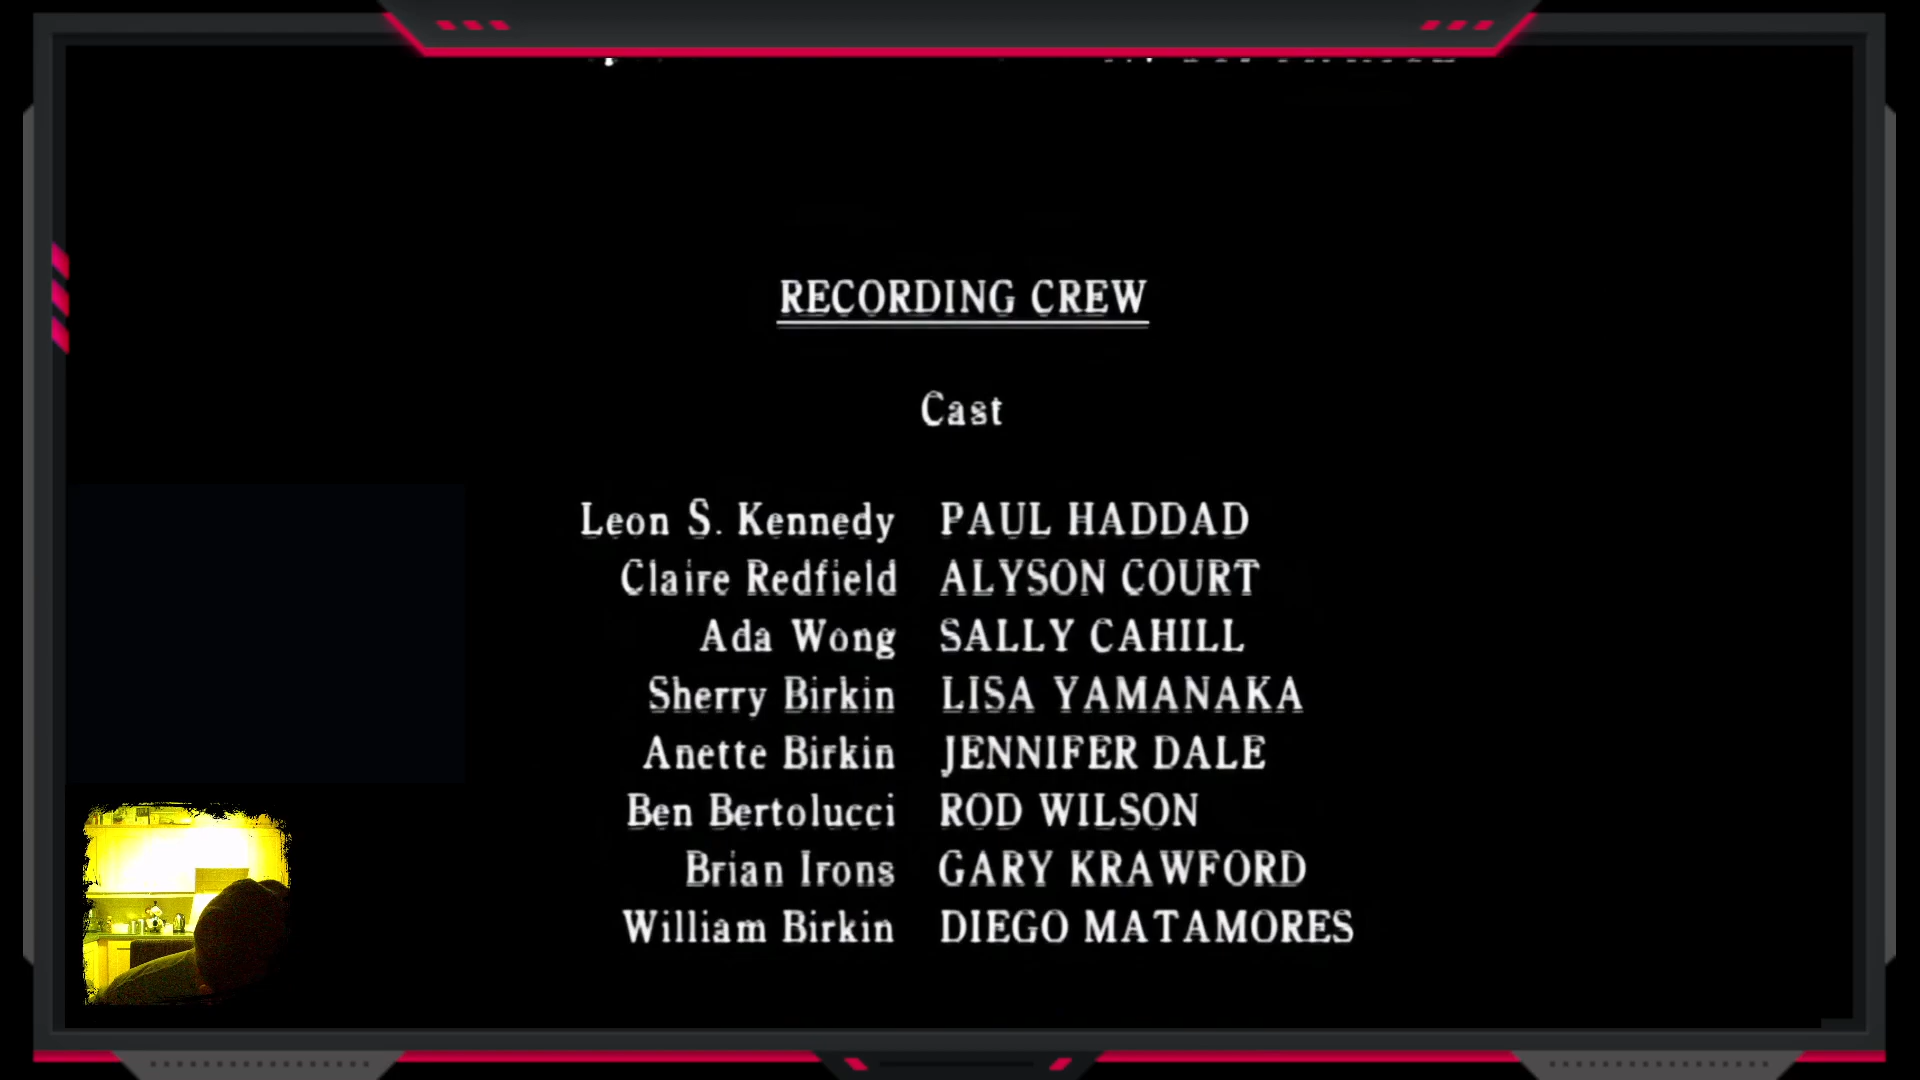 RECORDING CREW
Cast
Leon S. Kennedy PAUL HADDAD
Claire Redfield ALYSON COURT
Ada Wong SALLY CAHILL
Sherry Birkin LISA YAMANAKA
Anette Birkin JENNIFER DALE
Ben Bertolucci ROD WILSON
Brian Irons GARY KRAWFORD
William Birkin DIEGO MATAMORES